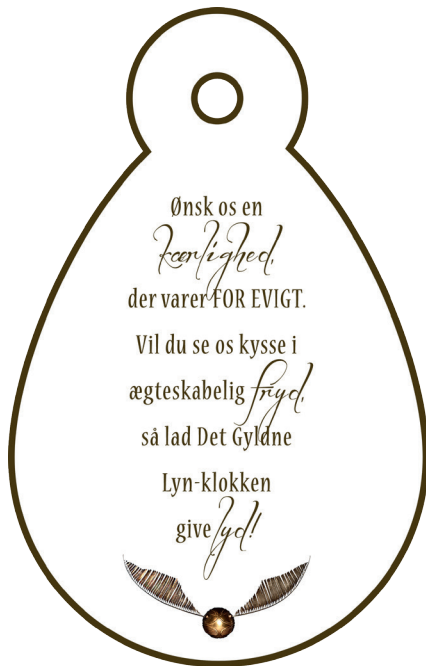 Ønsk os en
kærlighed,
der varer FOR EVIGT.
Vil du se os kysse i
ægteskabelig fryd,
så lad Det Gyldne
Lyn-klokken
give lyd!